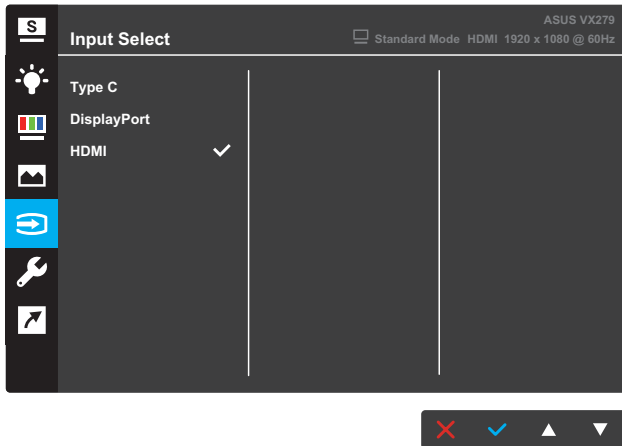 S
ASUS VX279
Input Select
Standard Mode HDMI 1920 x 1080 @ 60Hz
Type C
DisplayPort
HDMI